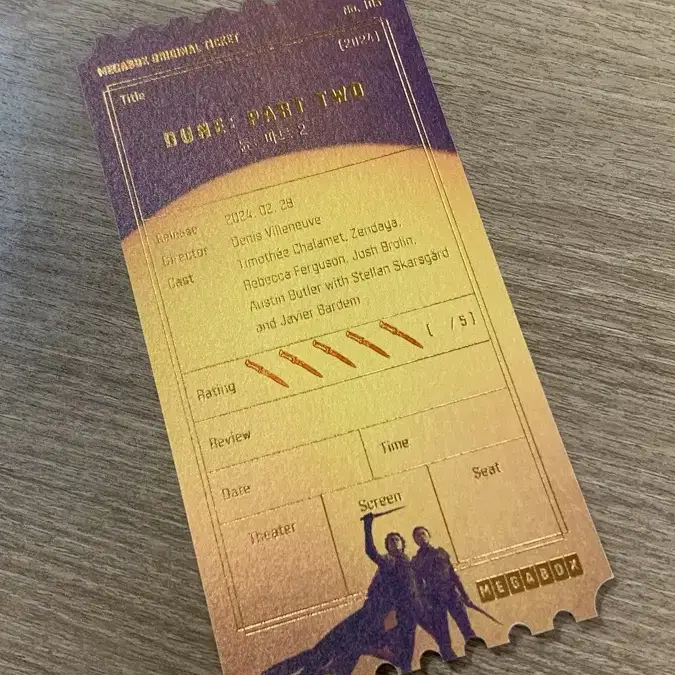 MEGABOX ORIGINAL TICKET
No. 103
Title
[2024]
DUNE: PART TWO
듄: 파트 2
Release 2024. 02. 28
Director Denis Villeneuve
Cast Timothée Chalamet, Zendaya,
Rebecca Ferguson, Josh Brolin,
Austin Butler with Stellan Skarsgård
and Javier Bardem
Rating [ /5]
Review
Date
Time
Theater
Screen
Seat
MEGABOX